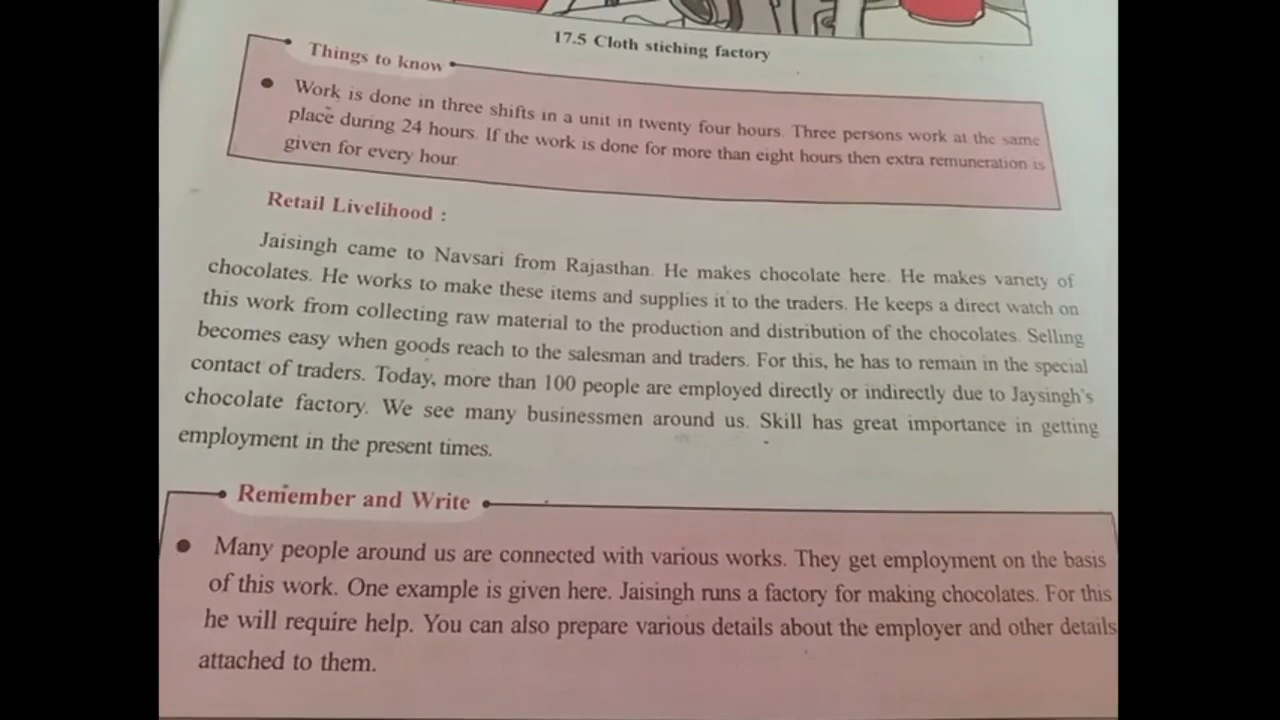 17.5 Cloth stiching factory
Things to know
● Work is done in three shifts in a unit in twenty four hours. Three persons work at the same
place during 24 hours. If the work is done for more than eight hours then extra remuneration is
given for every hour.
Retail Livelihood :
Jaisingh came to Navsari from Rajasthan. He makes chocolate here. He makes variety of
chocolates. He works to make these items and supplies it to the traders. He keeps a direct watch on
this work from collecting raw material to the production and distribution of the chocolates. Selling
becomes easy when goods reach to the salesman and traders. For this, he has to remain in the special
contact of traders. Today, more than 100 people are employed directly or indirectly due to Jaysingh's
chocolate factory. We see many businessmen around us. Skill has great importance in getting
employment in the present times.
Remember and Write
● Many people around us are connected with various works. They get employment on the basis
of this work. One example is given here. Jaisingh runs a factory for making chocolates. For this
he will require help. You can also prepare various details about the employer and other details
attached to them.